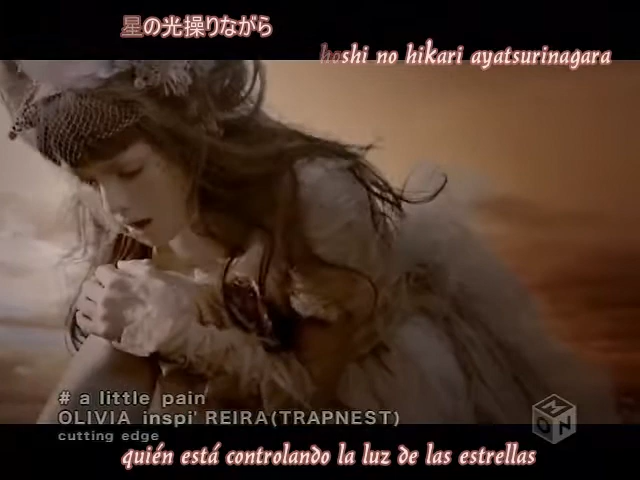 星の光操りながら
hoshi no hikari ayatsurinagara
# a little pain
OLIVIA inspi' REIRA(TRAPNEST)
cutting edge
MON
quién está controlando la luz de las estrellas